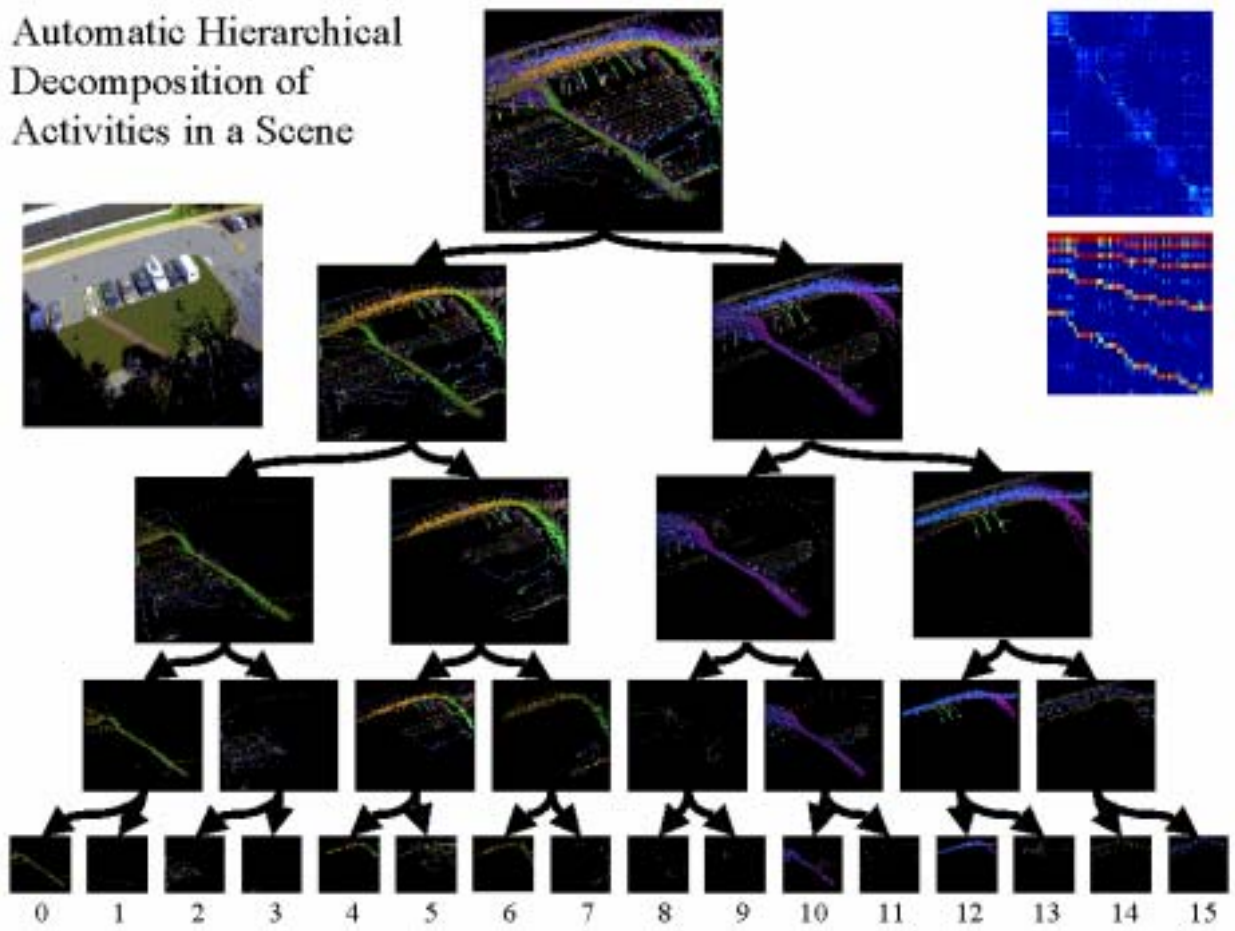 Automatic Hierarchical
Decomposition of
Activities in a Scene
0 1 2 3 4 5 6 7 8 9 10 11 12 13 14 15